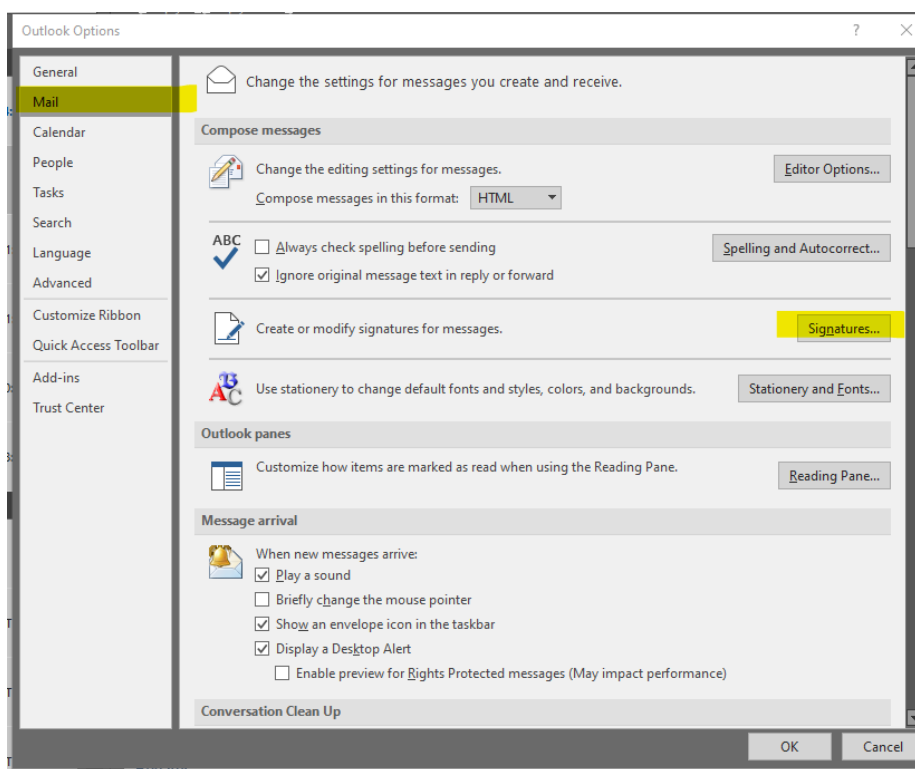 Outlook Options
?
General
Mail
Calendar
People
Tasks
Search
Language
Advanced
Customize Ribbon
Quick Access Toolbar
Add-ins
Trust Center
Change the settings for messages you create and receive.
Compose messages
Change the editing settings for messages.
Editor Options...
Compose messages in this format: HTML
ABC
Always check spelling before sending
Spelling and Autocorrect...
Ignore original message text in reply or forward
Create or modify signatures for messages.
Signatures...
Use stationery to change default fonts and styles, colors, and backgrounds.
Stationery and Fonts...
Outlook panes
Customize how items are marked as read when using the Reading Pane.
Reading Pane...
Message arrival
When new messages arrive:
Play a sound
Briefly change the mouse pointer
Show an envelope icon in the taskbar
Display a Desktop Alert
Enable preview for Rights Protected messages (May impact performance)
Conversation Clean Up
OK
Cancel